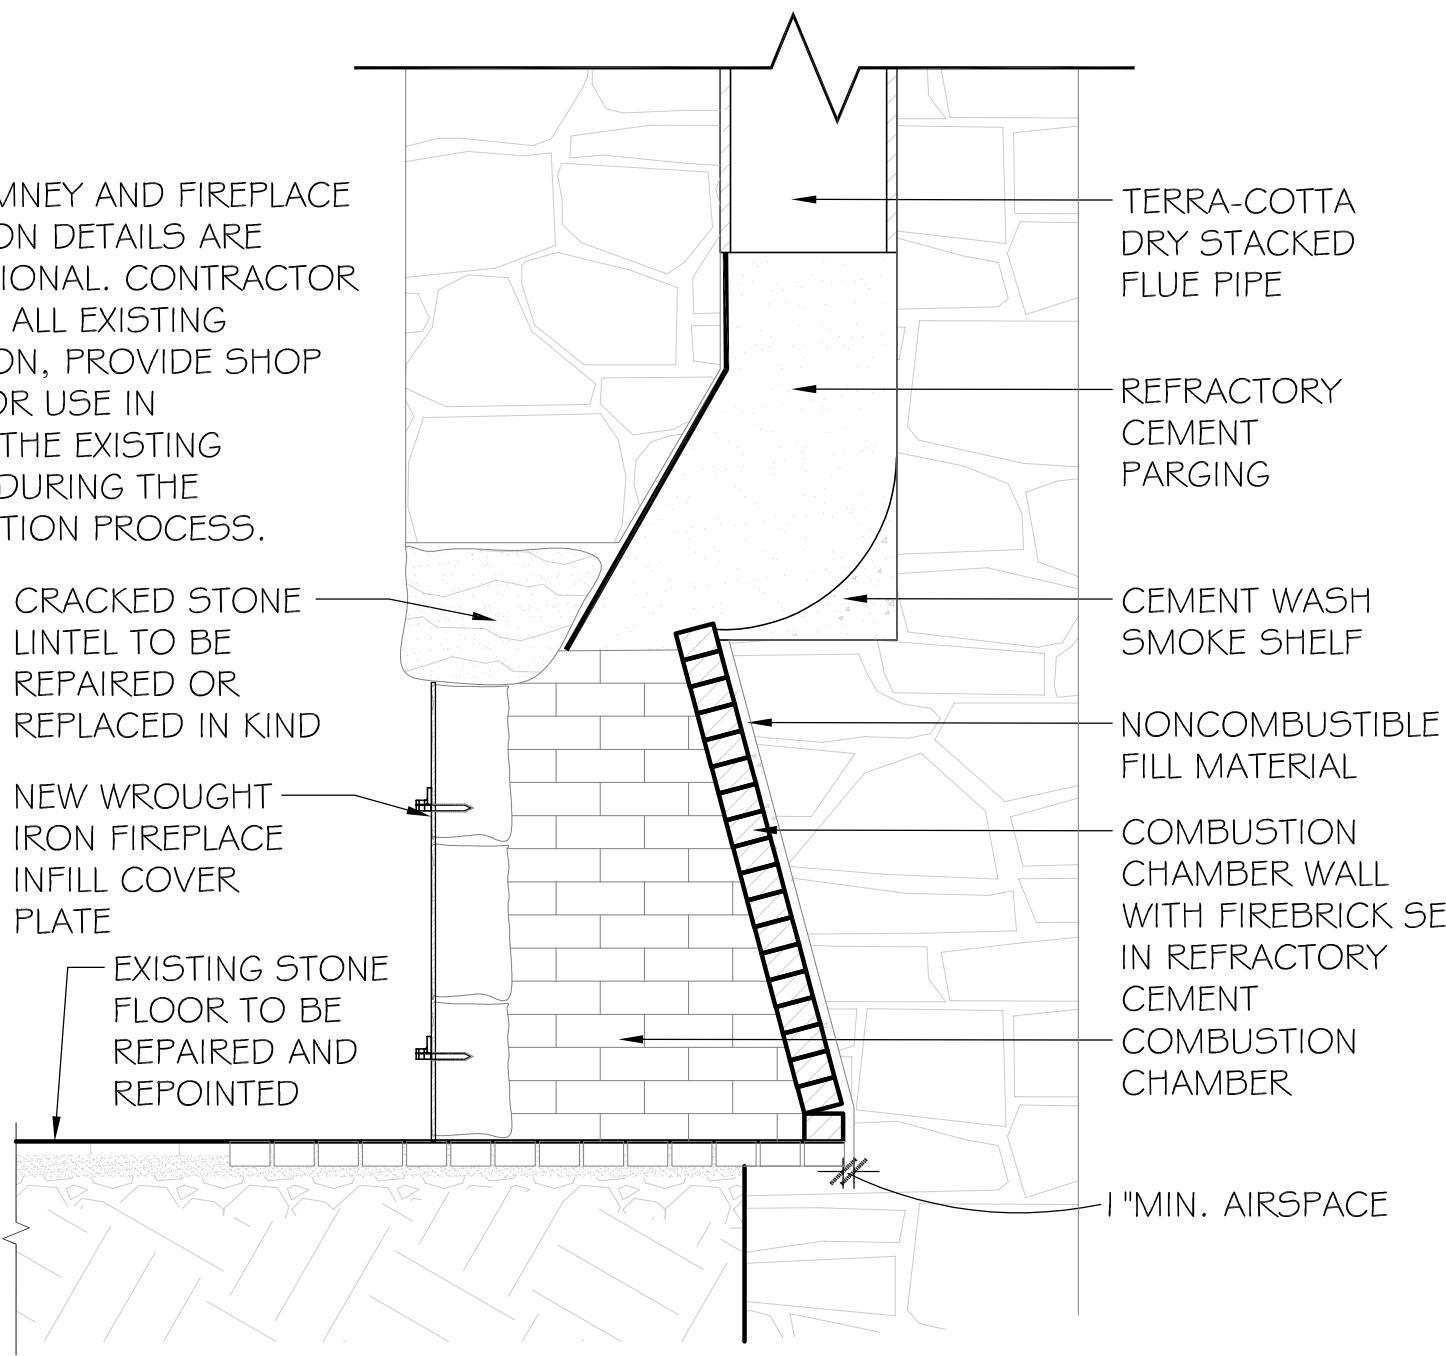 MNEY AND FIREPLACE
ON DETAILS ARE
IONAL. CONTRACTOR
ALL EXISTING
ON, PROVIDE SHOP
OR USE IN
THE EXISTING
DURING THE
TION PROCESS.
CRACKED STONE
LINTEL TO BE
REPAIRED OR
REPLACED IN KIND
NEW WROUGHT
IRON FIREPLACE
INFILL COVER
PLATE
EXISTING STONE
FLOOR TO BE
REPAIRED AND
REPOINTED
TERRA-COTTA
DRY STACKED
FLUE PIPE
REFRACTORY
CEMENT
PARGING
CEMENT WASH
SMOKE SHELF
NONCOMBUSTIBLE
FILL MATERIAL
COMBUSTION
CHAMBER WALL
WITH FIREBRICK SE
IN REFRACTORY
CEMENT
COMBUSTION
CHAMBER
1"MIN. AIRSPACE